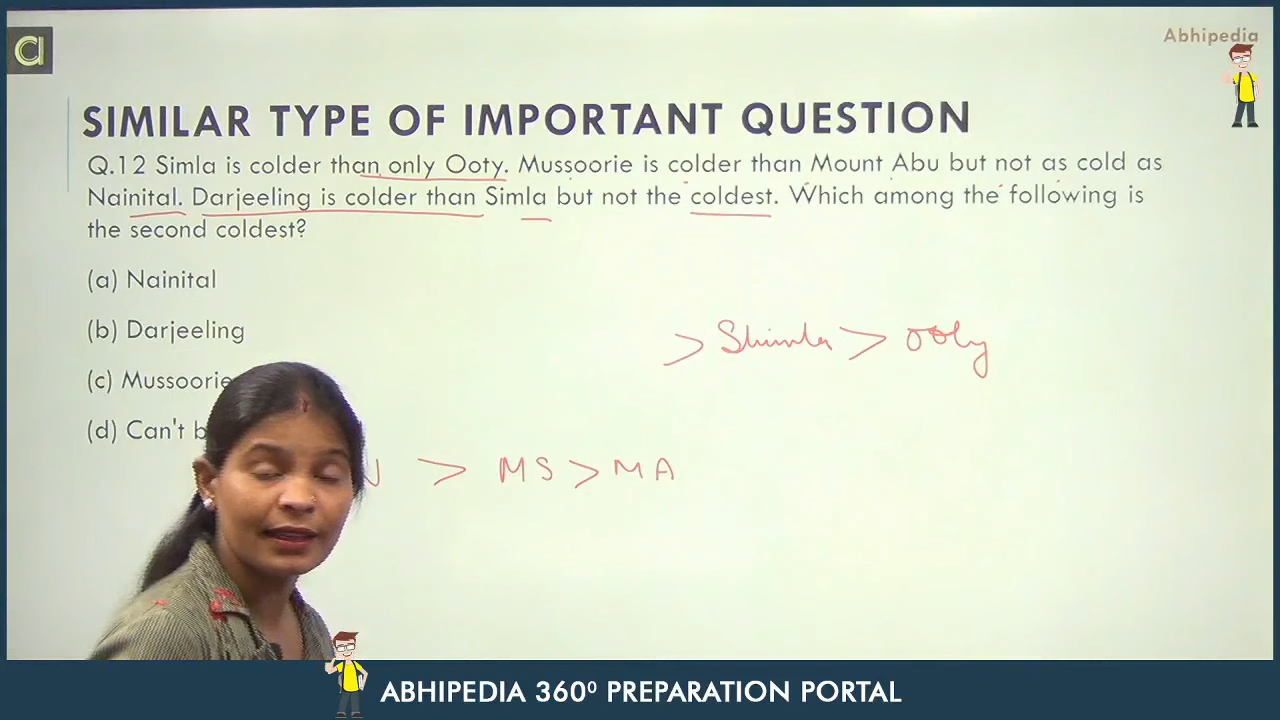 Abhipedia
SIMILAR TYPE OF IMPORTANT QUESTION
Q.12 Simla is colder than only Ooty. Mussoorie is colder than Mount Abu but not as cold as
Nainital. Darjeeling is colder than Simla but not the coldest. Which among the following is
the second coldest?
(a) Nainital
(b) Darjeeling
> Shimla > ooty
(c) Mussoorie
(d) Can't b
N > MS > MA
ABHIPEDIA 360⁰ PREPARATION PORTAL